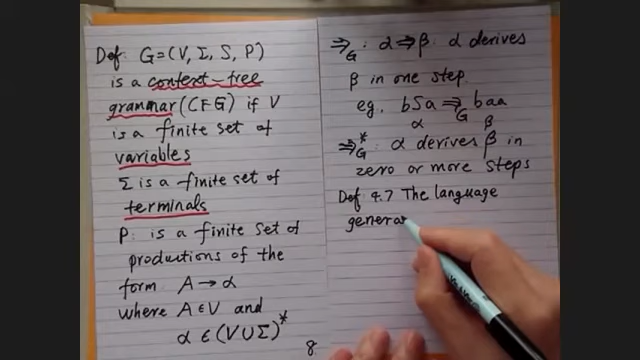 Def G=(V, Σ, S, P)
is a context-free
grammar (CFG) if V
is a finite set of
variables
Σ is a finite set of
terminals
P: is a finite set of
productions of the
form A → α
where A ∈ V and
α ∈ (V ∪ Σ)*
8
⇒G : α ⇒ β: α derives
β in one step.
eg. bSa ⇒G baa
α β
⇒*G : α derives β in
zero or more steps
Def 4.7 The language
genera